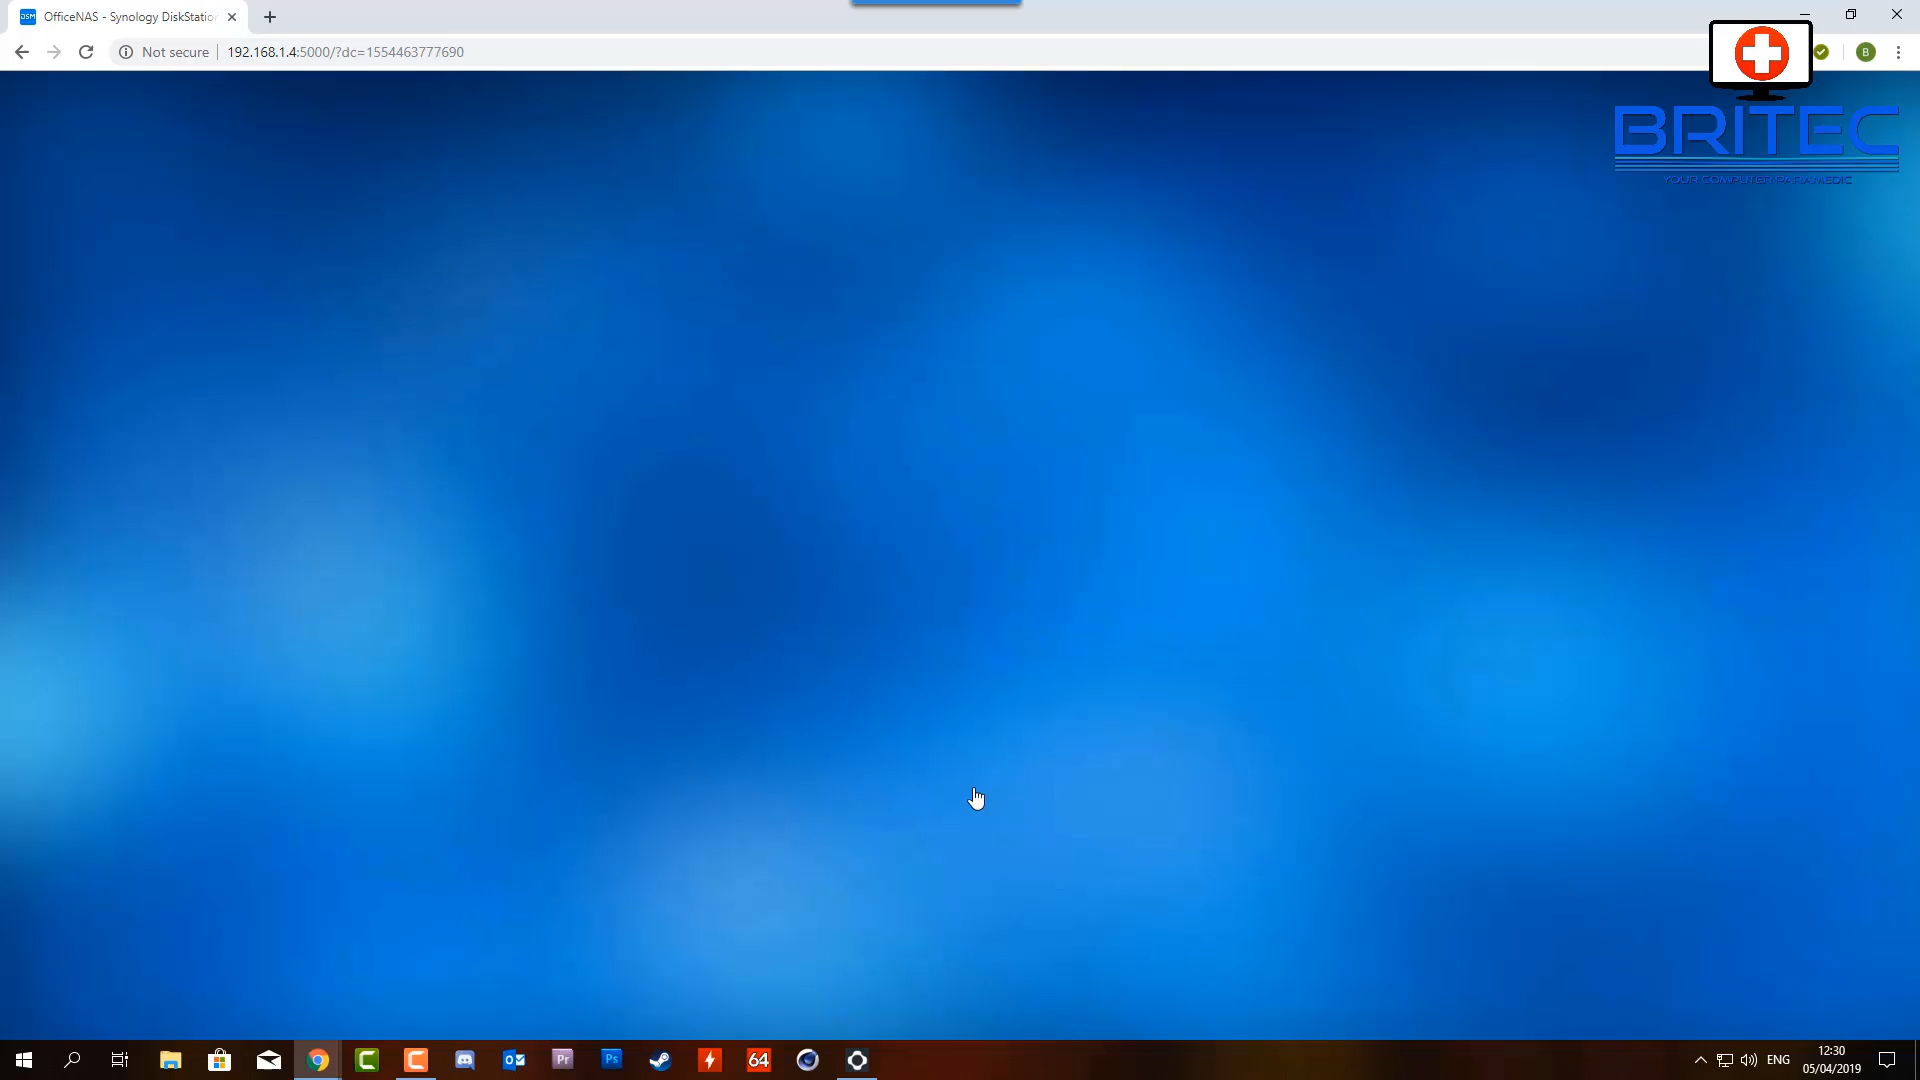 DSM
OfficeNAS - Synology DiskStation
Not secure
192.168.1.4:5000/?dc=1554463777690
B
BRITEC
YOUR COMPUTER PARAMEDIC
Pr
Ps
64
ENG
12:30
05/04/2019